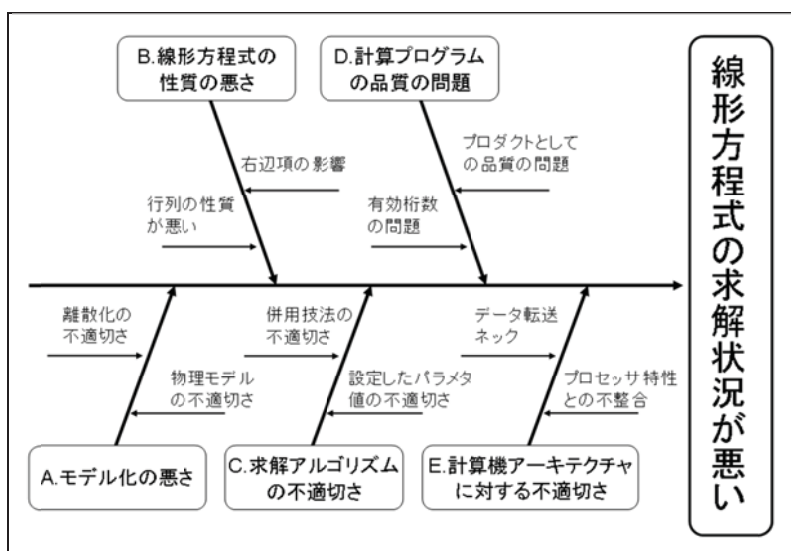 B.線形方程式の
性質の悪さ
D.計算プログラム
の品質の問題
右辺項の影響
行列の性質
が悪い
プロダクトとして
の品質の問題
有効桁数
の問題
離散化の
不適切さ
物理モデル
の不適切さ
併用技法の
不適切さ
設定したパラメタ
値の不適切さ
データ転送
ネック
プロセッサ特性
との不整合
A.モデル化の悪さ
C.求解アルゴリズム
の不適切さ
E.計算機アーキテクチャ
に対する不適切さ
線形方程式の求解状況が悪い